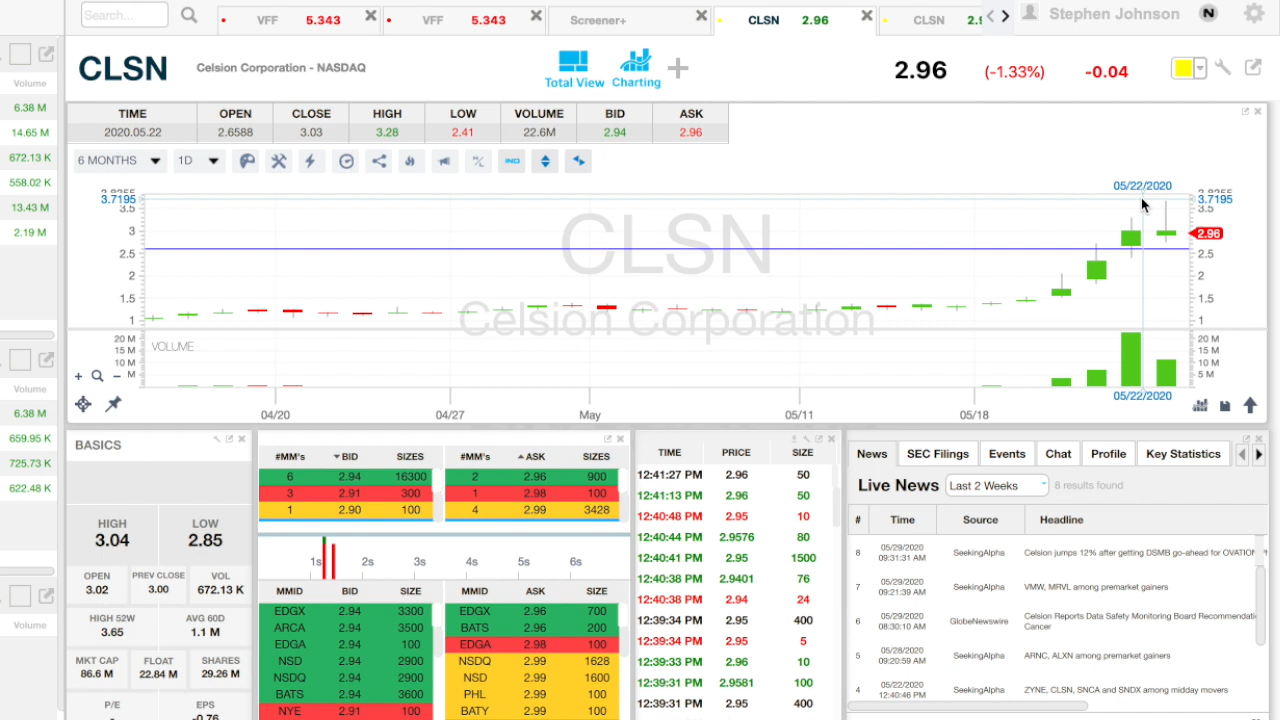 Search... VFF 5.343 VFF 5.343 Screener+ CLSN 2.96 CLSN Stephen Johnson N
CLSN Celsion Corporation - NASDAQ Total View Charting 2.96 (-1.33%) -0.04
TIME OPEN CLOSE HIGH LOW VOLUME BID ASK
2020.05.22 2.6588 3.03 3.28 2.41 22.6M 2.94 2.96
6 MONTHS 1D
IND
05/22/2020
3.7195 3.7195
3.5 3.5
CLSN
3 2.96
2.5 2.5
2 2
1.5 1.5
Celsion Corporation
1 1
VOLUME
20 M 20 M
15 M 15 M
10 M 10 M
M 5 M
05/22/2020
04/20 04/27 May 05/11 05/18
Volume
6.38 M
14.65 M
672.13 K
558.02 K
13.43 M
2.19 M
Volume
6.38 M
659.95 K
725.73 K
622.48 K
Volume
BASICS
HIGH LOW
3.04 2.85
OPEN PREV CLOSE VOL
3.02 3.00 672.13 K
HIGH 52W AVG 60D
3.65 1.1 M
MKT CAP FLOAT SHARES
86.6 M 22.84 M 29.26 M
P/E EPS
-0.76
#MM's BID SIZES #MM's ASK SIZES
6 2.94 16300 2 2.96 900
3 2.91 300 1 2.98 100
1 2.90 100 4 2.99 3428
1s 2s 3s 4s 5s 6s
MMID BID SIZE MMID ASK SIZE
EDGX 2.94 3300 EDGX 2.96 700
ARCA 2.94 3500 BATS 2.96 200
EDGA 2.94 100 EDGA 2.98 100
NSD 2.94 2900 NSDQ 2.99 1628
NSDQ 2.94 2900 NSD 2.99 1600
BATS 2.94 3600 PHL 2.99 100
NYE 2.91 100 BATY 2.99 100
TIME PRICE SIZE
12:41:27 PM 2.96 50
12:41:13 PM 2.96 50
12:40:48 PM 2.95 10
12:40:44 PM 2.9576 80
12:40:41 PM 2.95 1500
12:40:38 PM 2.9401 76
12:40:38 PM 2.94 24
12:39:34 PM 2.95 400
12:39:34 PM 2.95 5
12:39:33 PM 2.96 10
12:39:31 PM 2.9581 100
12:39:31 PM 2.95 400
News SEC Filings Events Chat Profile Key Statistics
Live News Last 2 Weeks 8 results found
# Time Source Headline
8 05/29/2020 09:31:31 AM SeekingAlpha Celsion jumps 12% after getting DSMB go-ahead for OVATION
7 05/29/2020 09:21:39 AM SeekingAlpha VMW, MRVL among premarket gainers
6 05/29/2020 08:30:10 AM GlobeNewswire Celsion Reports Data Safety Monitoring Board Recommendatio
Cancer
5 05/28/2020 09:20:59 AM SeekingAlpha ARNC, ALXN among premarket gainers
4 05/22/2020 12:40:46 PM SeekingAlpha ZYNE, CLSN, SNCA and SNDX among midday movers